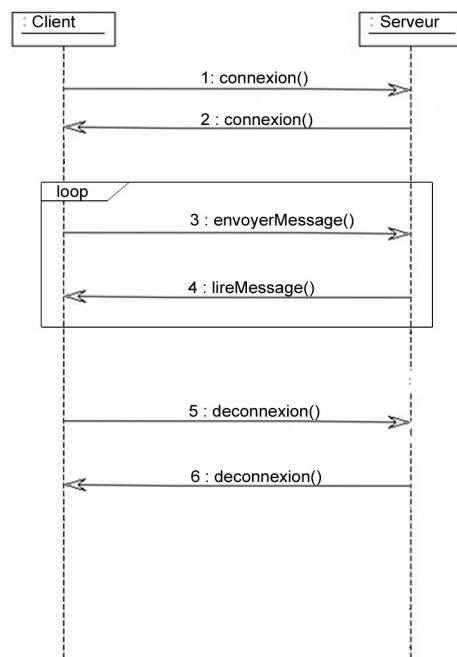 : Client
: Serveur
1: connexion()
2 : connexion()
loop
3 : envoyerMessage()
4 : lireMessage()
5 : deconnexion()
6 : deconnexion()